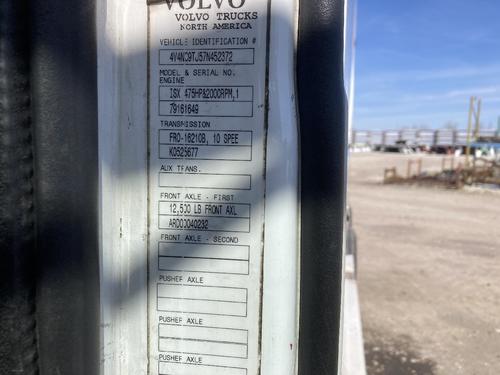 VOLVO
VOLVO TRUCKS
NORTH AMERICA
VEHICLE IDENTIFICATION #
4V4NC9TJ57N452372
MODEL & SERIAL NO.
ENGINE
ISX 475HP@2000RPM,1
79161649
TRANSMISSION
FRO-16210B, 10 SPEE
K0525677
AUX TRANS.
FRONT AXLE - FIRST
12,500 LB FRONT AXL
ARD00040232
FRONT AXLE - SECOND
PUSHER AXLE
PUSHER AXLE
PUSHER AXLE